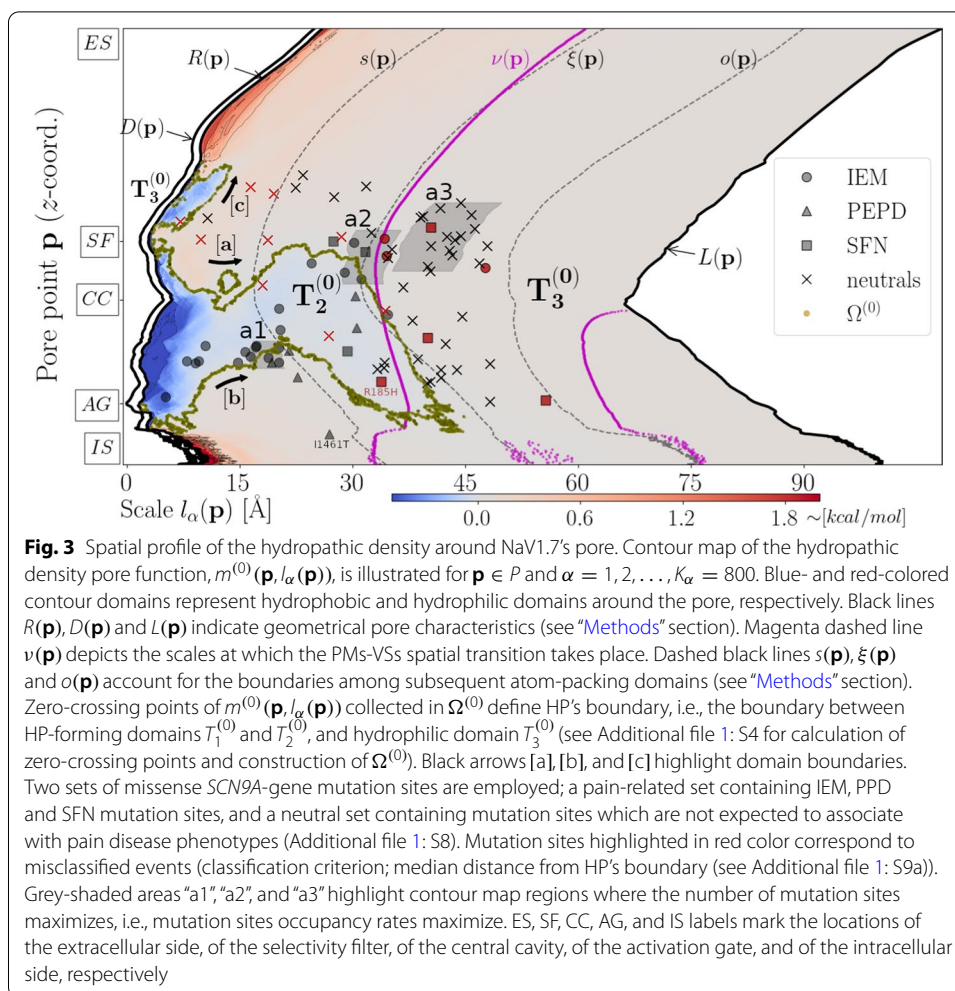 ES
R(p)
s(p)
ν(p)
ξ(p)
o(p)
D(p)
T₃⁽⁰⁾
[c]
a3
a2
IEM
PEPD
SFN
neutrals
Ω⁽⁰⁾
SF
[a]
L(p)
T₂⁽⁰⁾
T₃⁽⁰⁾
CC
a1
[b]
R185H
AG
I1461T
IS
Pore point p (z-coord.)
0 15 30 45 60 75 90
Scale lα(p) [Å]
0.0 0.6 1.2 1.8 ~[kcal/mol]
Fig. 3 Spatial profile of the hydropathic density around NaV1.7's pore. Contour map of the hydropathic
density pore function, m⁽⁰⁾(p, lα(p)), is illustrated for p ∈ P and α = 1, 2, . . . , Kα = 800. Blue- and red-colored
contour domains represent hydrophobic and hydrophilic domains around the pore, respectively. Black lines
R(p), D(p) and L(p) indicate geometrical pore characteristics (see "Methods" section). Magenta dashed line
ν(p) depicts the scales at which the PMs-VSs spatial transition takes place. Dashed black lines s(p), ξ(p)
and o(p) account for the boundaries among subsequent atom-packing domains (see "Methods" section).
Zero-crossing points of m⁽⁰⁾(p, lα(p)) collected in Ω⁽⁰⁾ define HP's boundary, i.e., the boundary between
HP-forming domains T₁⁽⁰⁾ and T₂⁽⁰⁾, and hydrophilic domain T₃⁽⁰⁾ (see Additional file 1: S4 for calculation of
zero-crossing points and construction of Ω⁽⁰⁾). Black arrows [a], [b], and [c] highlight domain boundaries.
Two sets of missense SCN9A-gene mutation sites are employed; a pain-related set containing IEM, PPD
and SFN mutation sites, and a neutral set containing mutation sites which are not expected to associate
with pain disease phenotypes (Additional file 1: S8). Mutation sites highlighted in red color correspond to
misclassified events (classification criterion; median distance from HP's boundary (see Additional file 1: S9a)).
Grey-shaded areas "a1", "a2", and "a3" highlight contour map regions where the number of mutation sites
maximizes, i.e., mutation sites occupancy rates maximize. ES, SF, CC, AG, and IS labels mark the locations of
the extracellular side, of the selectivity filter, of the central cavity, of the activation gate, and of the intracellular
side, respectively